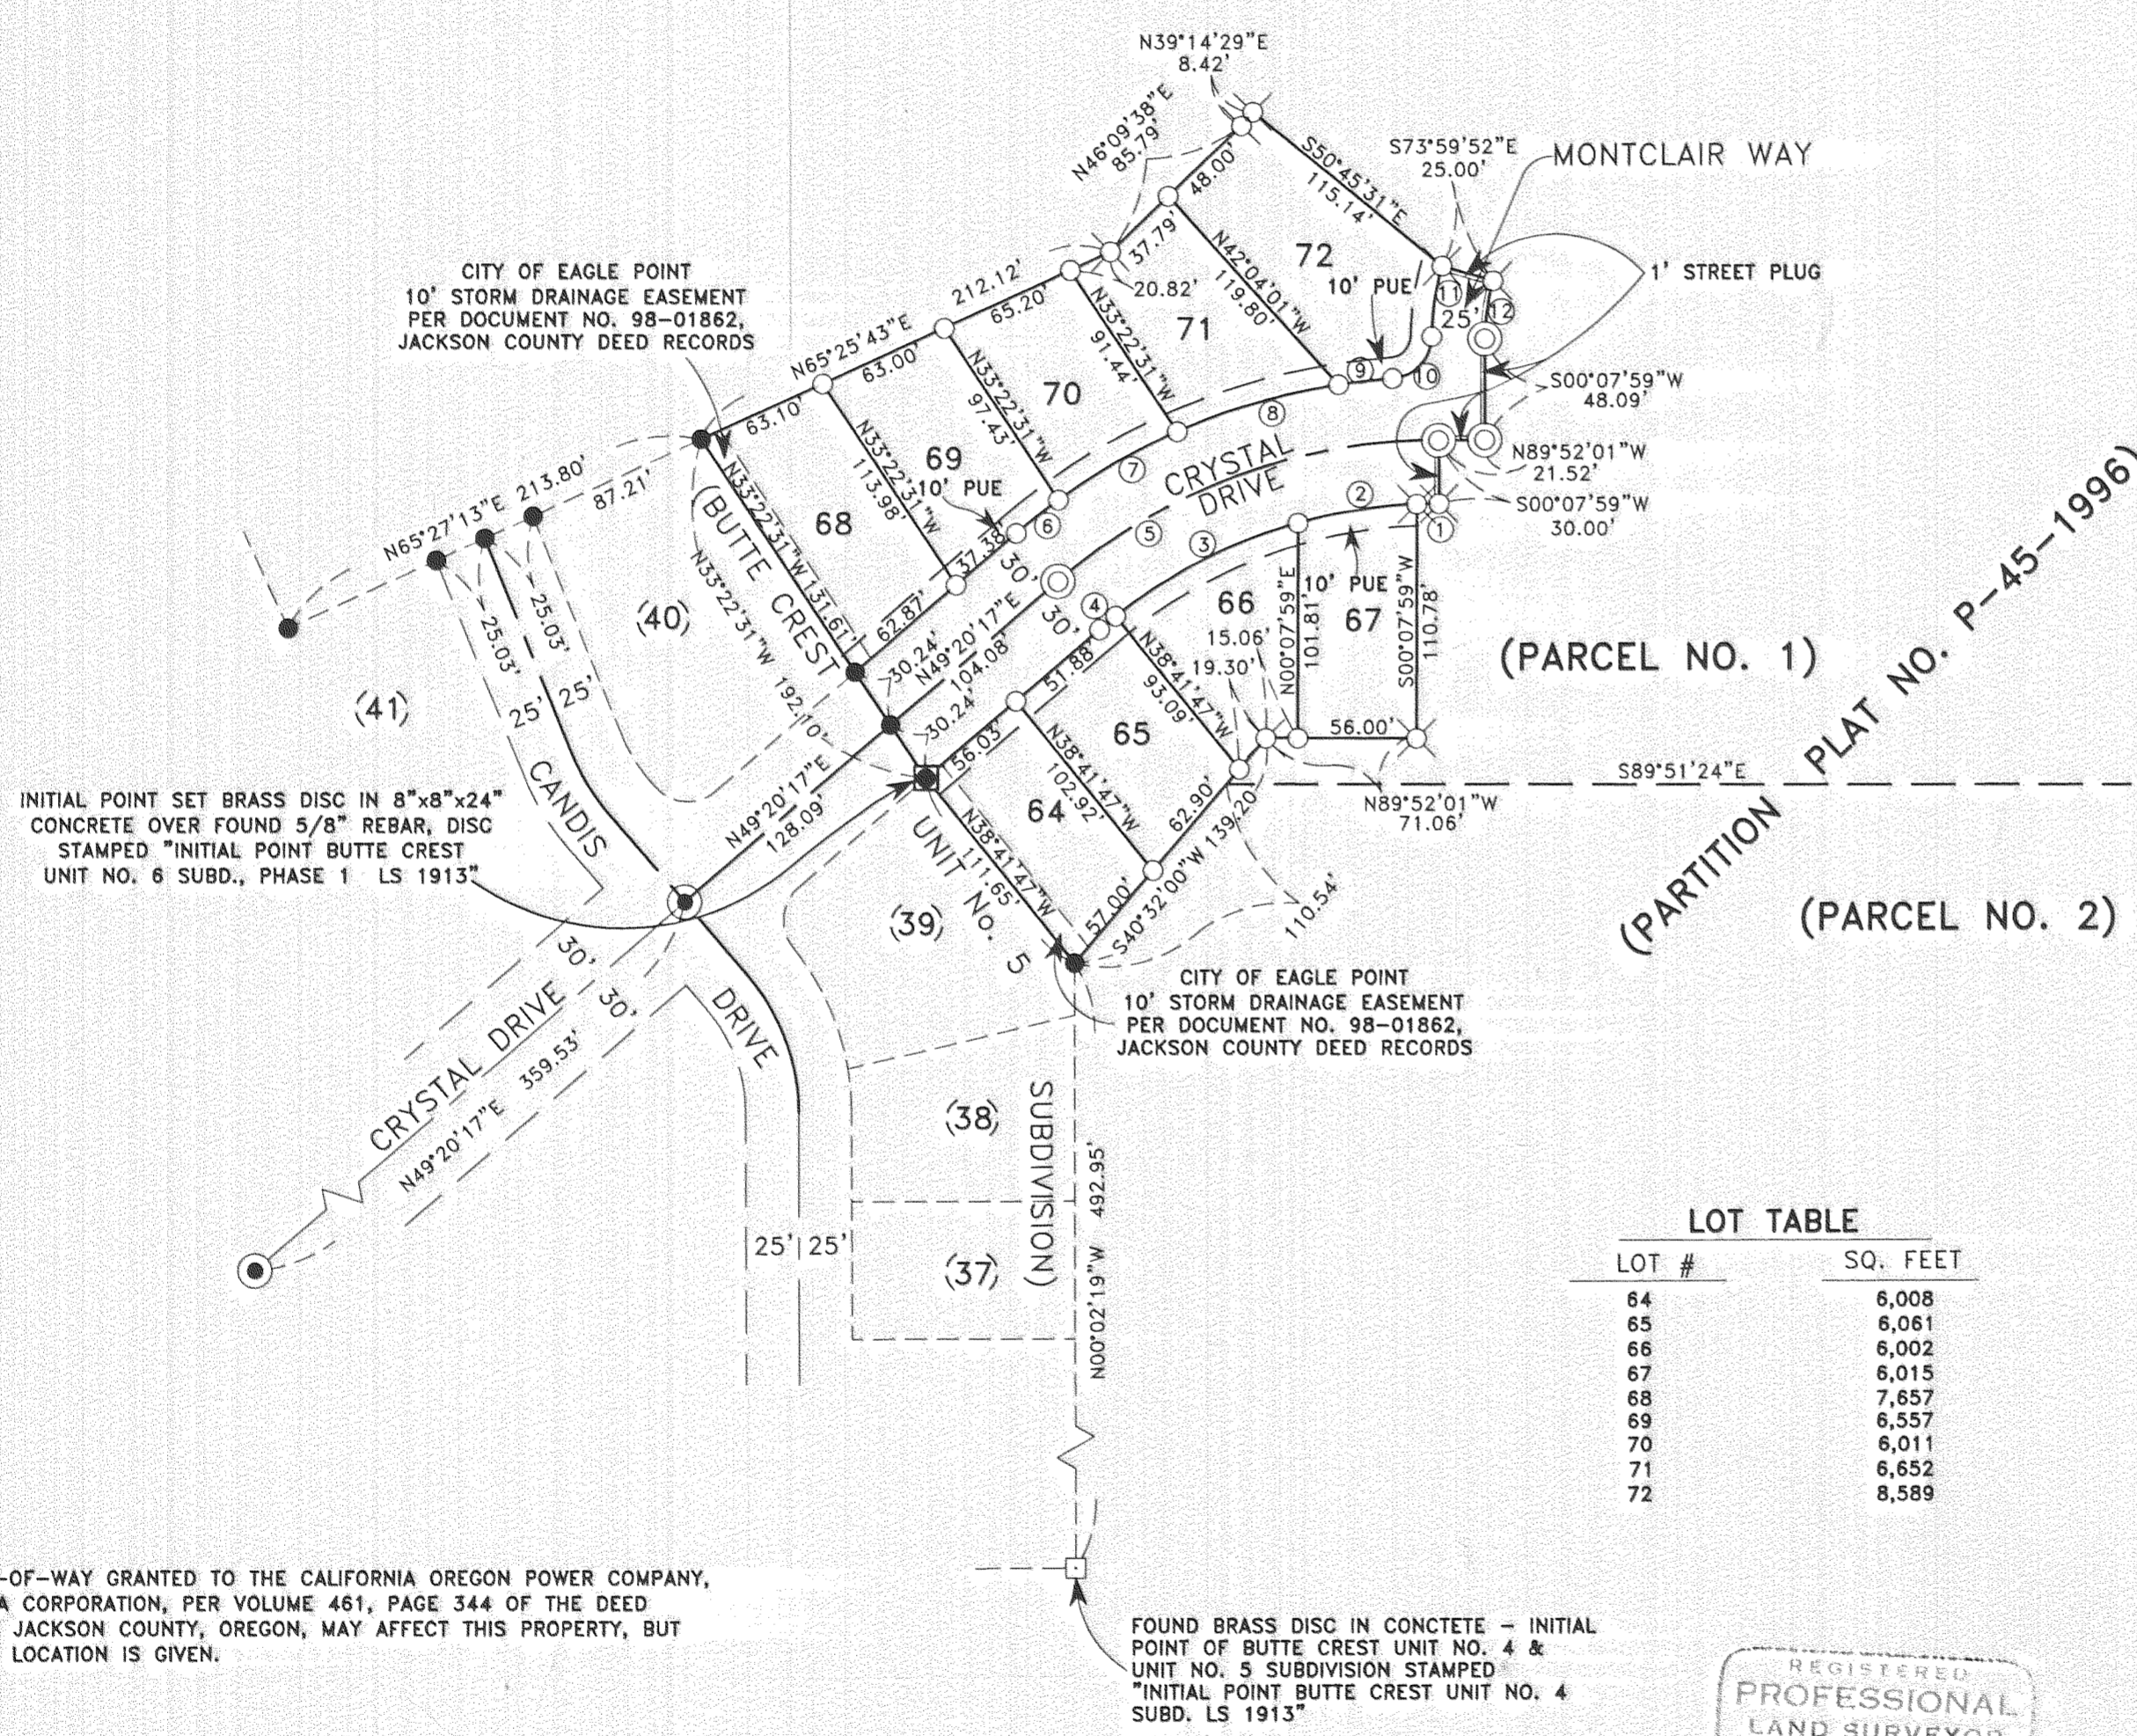 N39°14'29"E
8.42'
N46°09'38"E
85.79'
48.00'
S50°45'31"E
115.14'
S73°59'52"E
25.00'
MONTCLAIR WAY
1' STREET PLUG
CITY OF EAGLE POINT
10' STORM DRAINAGE EASEMENT
PER DOCUMENT NO. 98-01862,
JACKSON COUNTY DEED RECORDS
N65°25'43"E
212.12'
63.10'
63.00'
65.20'
20.82'
37.79'
72
10' PUE
N42°04'01"W
119.80'
71
N33°22'31"W
91.44'
70
N33°22'31"W
97.43'
69
10' PUE
N33°22'31"W
113.98'
68
N33°22'31"W 131.61'
11
25'
12
9
10
8
7
6
5
3
2
1
4
S00°07'59"W
48.09'
N89°52'01"W
21.52'
S00°07'59"W
30.00'
CRYSTAL
DRIVE
N65°27'13"E 213.80'
87.21'
25.03'
25.03'
(40)
(41)
25' 25'
(BUTTE CREST
N33°22'31"W 192.10'
62.87'
37.38'
30'
30'
30.24'
N49°20'17"E
104.08'
30.24'
51.88'
56.03'
66
15.06'
19.30'
N00°07'59"E
101.81'
10' PUE
67
S00°07'59"W
110.78'
56.00'
N38°41'47"W
93.09'
65
N38°41'47"W
102.92'
64
N38°41'47"W
111.65'
62.90'
57.00'
S40°32'00"W 139.20'
110.54'
N89°52'01"W
71.06'
S89°51'24"E
(PARCEL NO. 1)
(PARTITION PLAT NO. P-45-1996)
(PARCEL NO. 2)
INITIAL POINT SET BRASS DISC IN 8"x8"x24"
CONCRETE OVER FOUND 5/8" REBAR, DISC
STAMPED "INITIAL POINT BUTTE CREST
UNIT NO. 6 SUBD., PHASE 1 LS 1913"
CANDIS
DRIVE
N49°20'17"E
128.09'
UNIT No. 5
(39)
CITY OF EAGLE POINT
10' STORM DRAINAGE EASEMENT
PER DOCUMENT NO. 98-01862,
JACKSON COUNTY DEED RECORDS
30'
30'
CRYSTAL DRIVE
N49°20'17"E 359.53'
(38)
SUBDIVISION)
25' 25'
(37)
N00°02'19"W 492.95'
LOT TABLE
LOT # SQ. FEET
64 6,008
65 6,061
66 6,002
67 6,015
68 7,657
69 6,557
70 6,011
71 6,652
72 8,589
-OF-WAY GRANTED TO THE CALIFORNIA OREGON POWER COMPANY,
A CORPORATION, PER VOLUME 461, PAGE 344 OF THE DEED
JACKSON COUNTY, OREGON, MAY AFFECT THIS PROPERTY, BUT
LOCATION IS GIVEN.
FOUND BRASS DISC IN CONCTETE - INITIAL
POINT OF BUTTE CREST UNIT NO. 4 &
UNIT NO. 5 SUBDIVISION STAMPED
"INITIAL POINT BUTTE CREST UNIT NO. 4
SUBD. LS 1913"
REGISTERED
PROFESSIONAL
LAND SURVEYOR